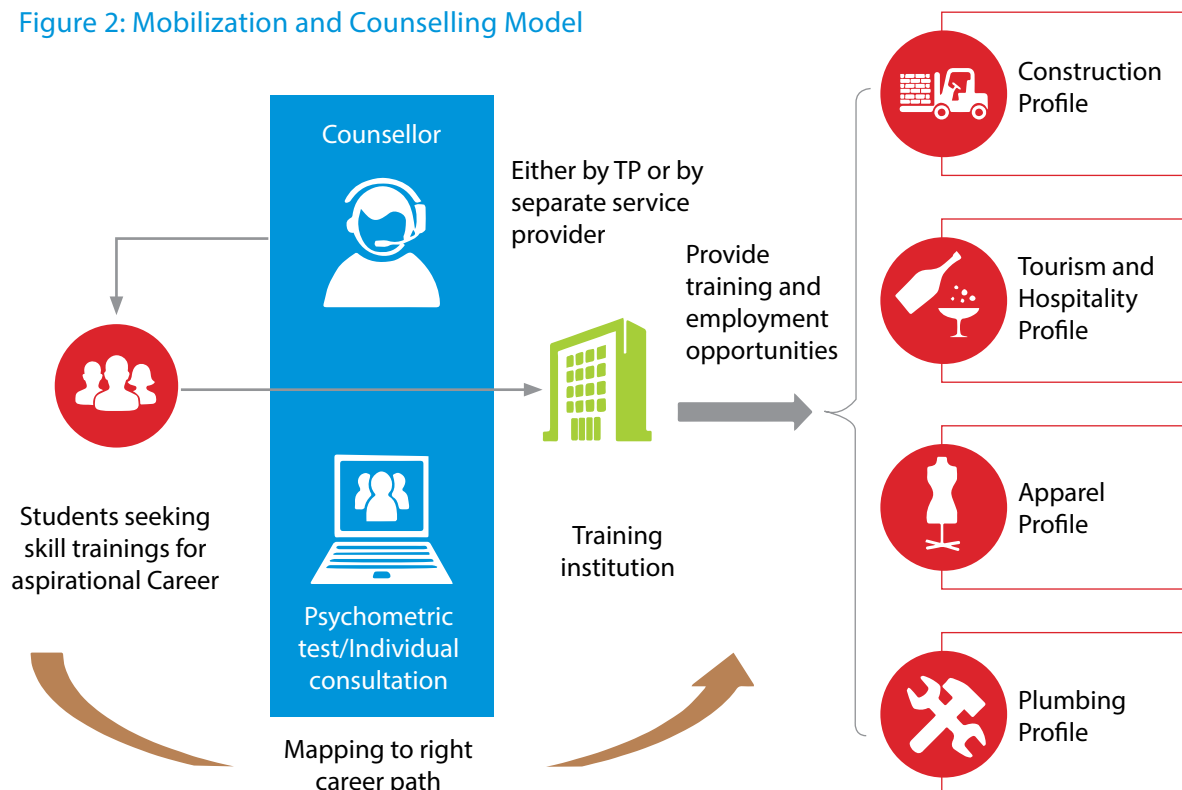 Figure 2: Mobilization and Counselling Model
Counsellor
Either by TP or by
separate service
provider
Students seeking
skill trainings for
aspirational Career
Psychometric
test/Individual
consultation
Training
institution
Mapping to right
career path
Provide
training and
employment
opportunities
Construction
Profile
Tourism and
Hospitality
Profile
Apparel
Profile
Plumbing
Profile